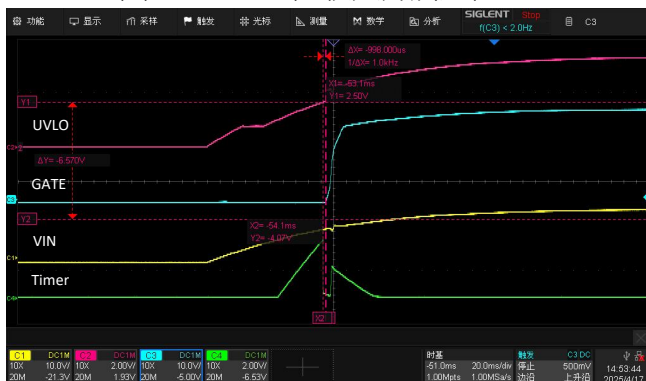 功能 显示 采样 触发 光标 测量 数学 分析 SIGLENT Stop C3
f(C3) < 2.0Hz
ΔX= -998.000us
1/ΔX= 1.0kHz
X1=-53.1ms
Y1= 2.50V
Y1
UVLO
C2
ΔY= -6.570V
GATE
C3
Y2
X2= -54.1ms
Y2= -4.07V
VIN
C1
Timer
C4
X2
C1 DC1M C2 DC1M C3 DC1M C4 DC1M 时基 触发 C3 DC
10X 10.0V/ 10X 2.00V/ 10X 10.0V/ 10X 2.00V/ -51.0ms 20.0ms/div 停止 500mV 14:53:44
20M -21.3V 20M 1.93V 20M -5.00V 20M -6.53V 1.00Mpts 1.00MSa/s 边沿 上升沿 2025/4/17